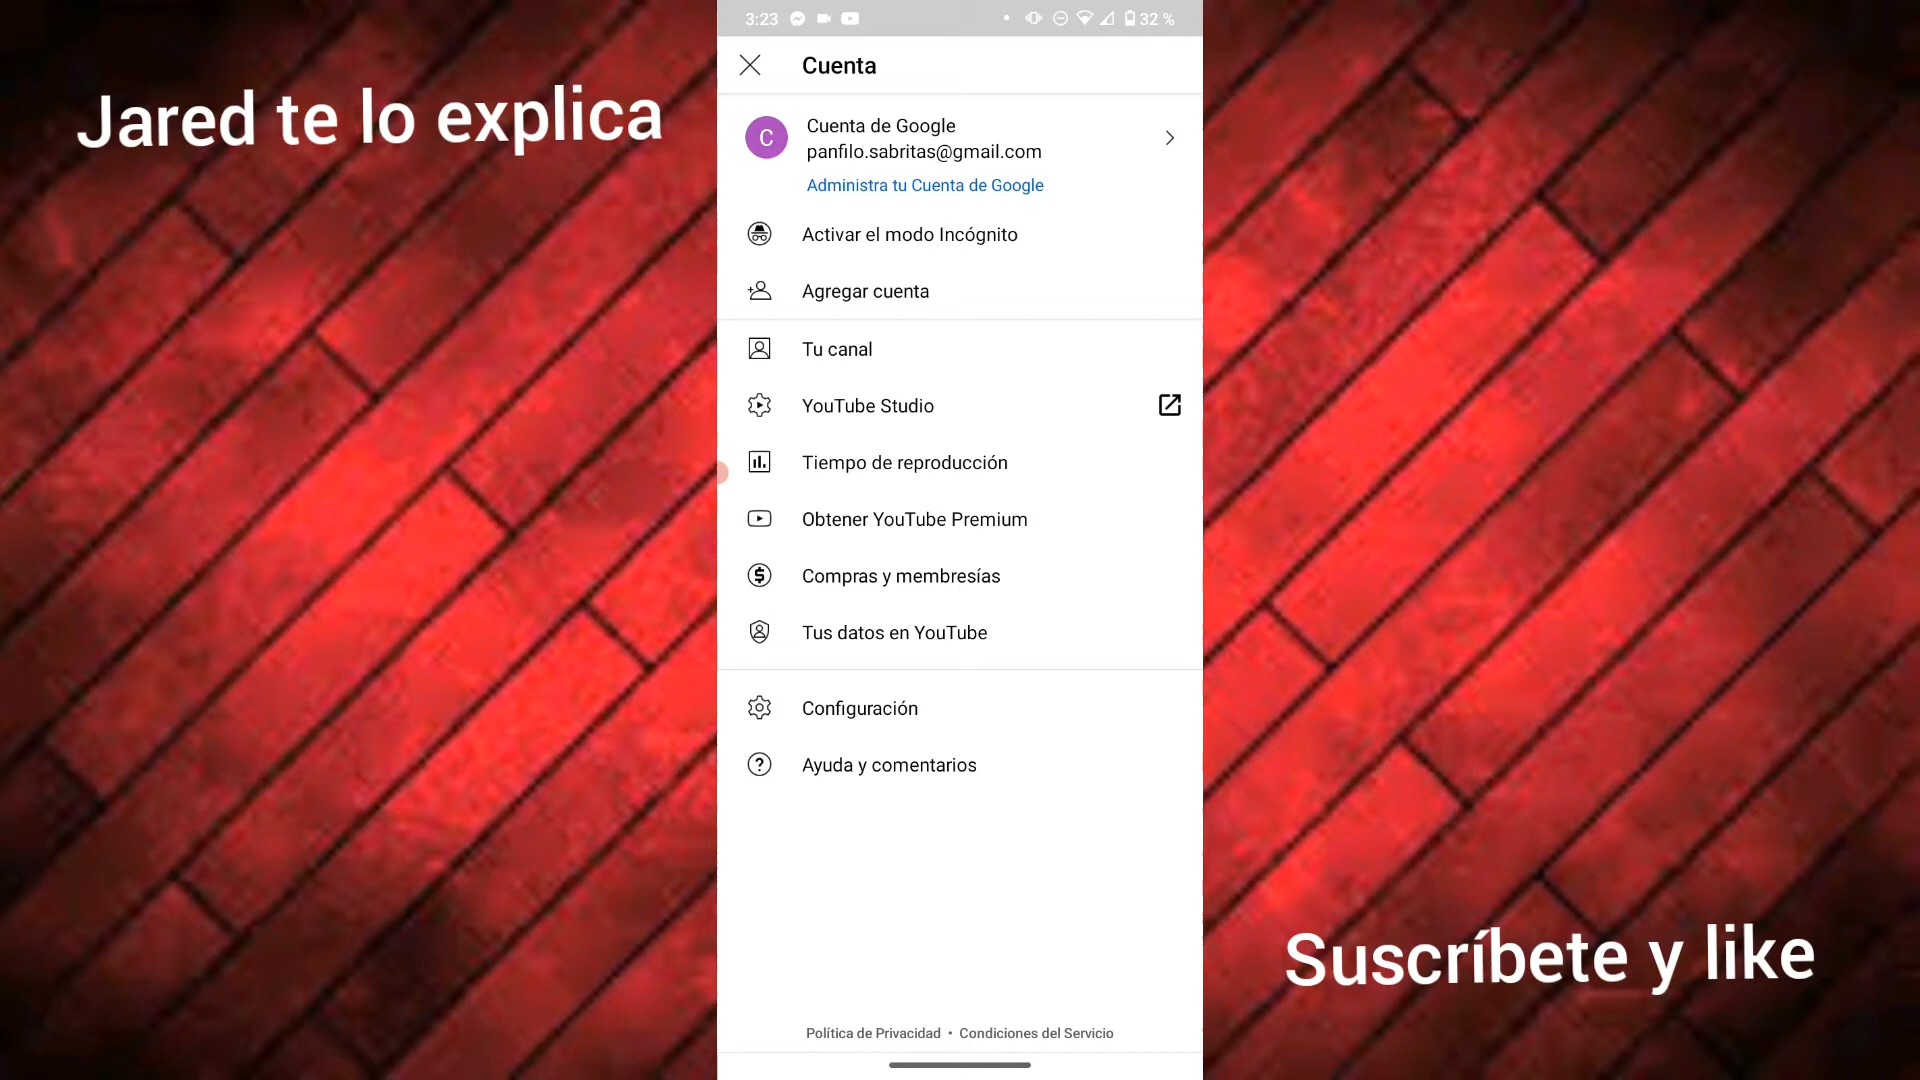 3:23
32 %
Cuenta
Jared te lo explica
C
Cuenta de Google
panfilo.sabritas@gmail.com
Administra tu Cuenta de Google
Activar el modo Incógnito
Agregar cuenta
Tu canal
YouTube Studio
Tiempo de reproducción
Obtener YouTube Premium
Compras y membresías
Tus datos en YouTube
Configuración
Ayuda y comentarios
Suscríbete y like
Política de Privacidad • Condiciones del Servicio